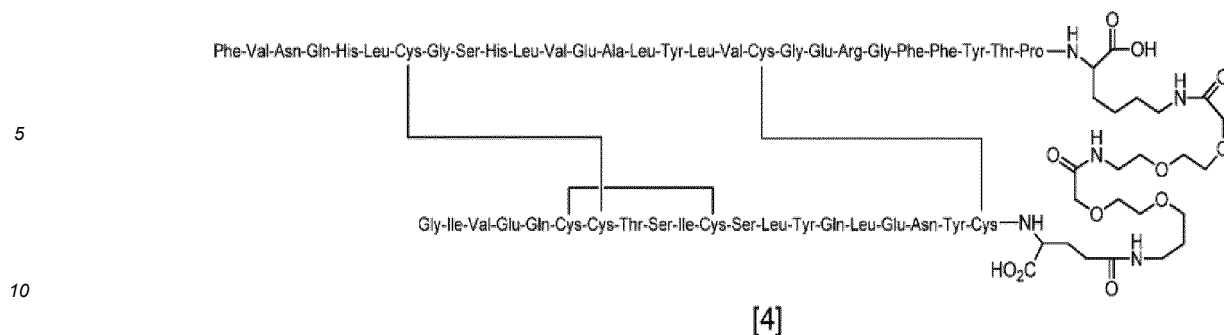 Phe-Val-Asn-Gln-His-Leu-Cys-Gly-Ser-His-Leu-Val-Glu-Ala-Leu-Tyr-Leu-Val-Cys-Gly-Glu-Arg-Gly-Phe-Phe-Tyr-Thr-Pro
H
N
O
OH
N
H
O
5
O
H
N
O
O
O
O
Gly-Ile-Val-Glu-Gln-Cys-Cys-Thr-Ser-Ile-Cys-Ser-Leu-Tyr-Gln-Leu-Glu-Asn-Tyr-Cys
NH
O
HO₂C
O
N
H
10
[4]